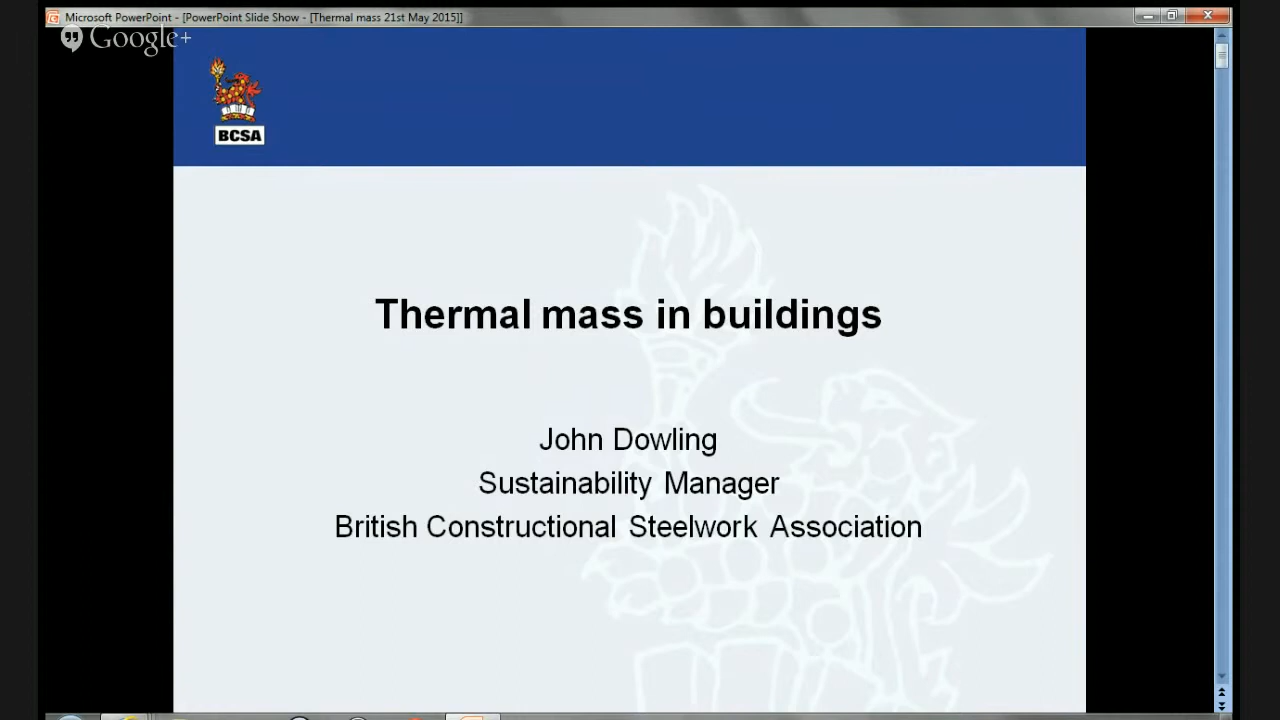 Microsoft PowerPoint - [PowerPoint Slide Show - [Thermal mass 21st May 2015]]
Google+
BCSA
Thermal mass in buildings
John Dowling
Sustainability Manager
British Constructional Steelwork Association